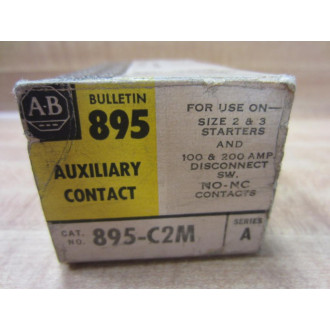 A-B
BULLETIN
895
AUXILIARY
CONTACT
FOR USE ON—
SIZE 2 & 3
STARTERS
AND
100 & 200 AMP
DISCONNECT
SW.
NO-NC
CONTACTS
CAT.
NO. 895-C2M
SERIES
A